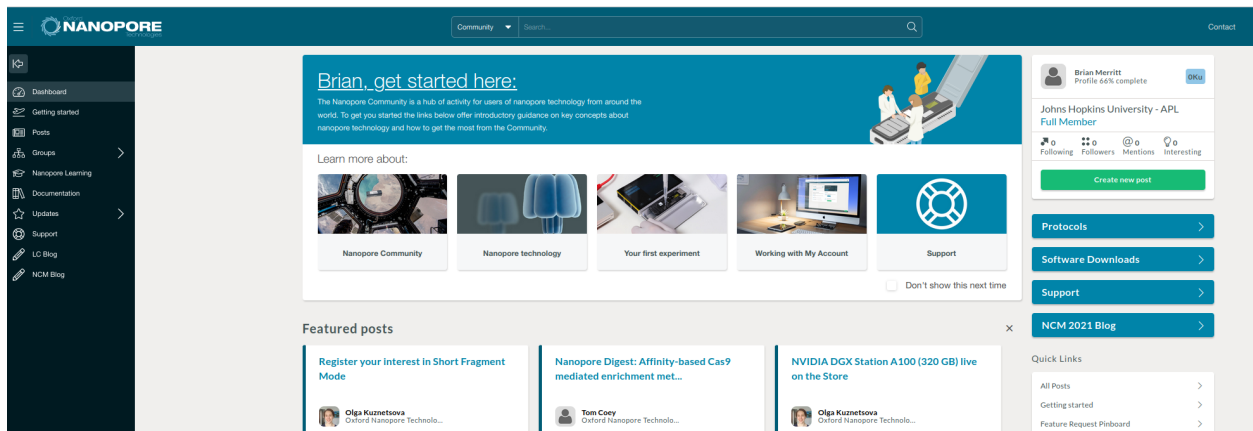 Oxford
NANOPORE
Technologies
Community
Search...
Contact
Dashboard
Getting started
Posts
Groups
Nanopore Learning
Documentation
Updates
Support
LC Blog
NCM Blog
Brian, get started here:
The Nanopore Community is a hub of activity for users of nanopore technology from around the
world. To get you started the links below offer introductory guidance on key concepts about
nanopore technology and how to get the most from the Community.
Learn more about:
Nanopore Community
Nanopore technology
Your first experiment
Working with My Account
Support
Don't show this next time
Featured posts
Register your interest in Short Fragment
Mode
Olga Kuznetsova
Oxford Nanopore Technolo...
Nanopore Digest: Affinity-based Cas9
mediated enrichment met...
Tom Coey
Oxford Nanopore Technolo...
NVIDIA DGX Station A100 (320 GB) live
on the Store
Olga Kuznetsova
Oxford Nanopore Technolo...
Brian Merritt
Profile 66% complete
0Ku
Johns Hopkins University - APL
Full Member
0
Following
0
Followers
0
Mentions
0
Interesting
Create new post
Protocols
Software Downloads
Support
NCM 2021 Blog
Quick Links
All Posts
Getting started
Feature Request Pinboard